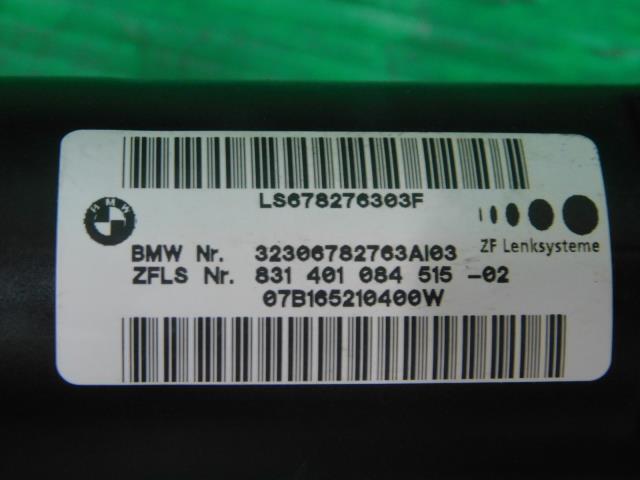 LS678276303F
BMW
ZF Lenksysteme
BMW Nr. 32306782763AI03
ZFLS Nr. 831 401 084 515 -02
07B165210400W